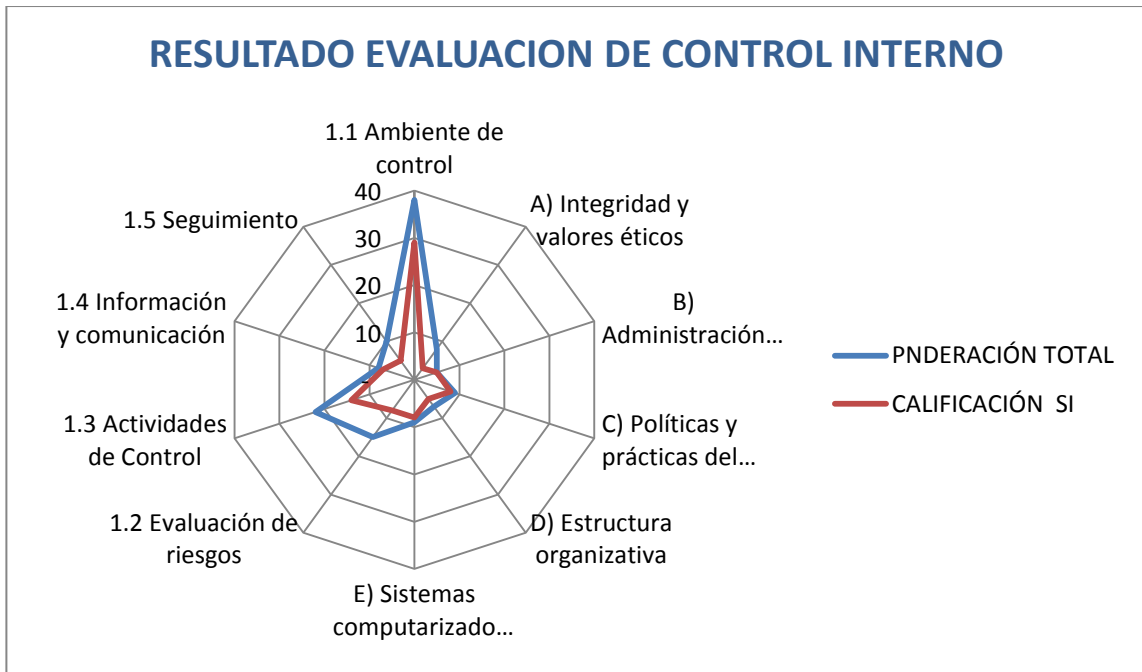 RESULTADO EVALUACION DE CONTROL INTERNO
1.1 Ambiente de
control
A) Integridad y
valores éticos
B)
Administración…
C) Políticas y
prácticas del…
D) Estructura
organizativa
E) Sistemas
computarizado…
1.2 Evaluación de
riesgos
1.3 Actividades
de Control
1.4 Información
y comunicación
1.5 Seguimiento
40
30
20
10
-
PNDERACIÓN TOTAL
CALIFICACIÓN SI